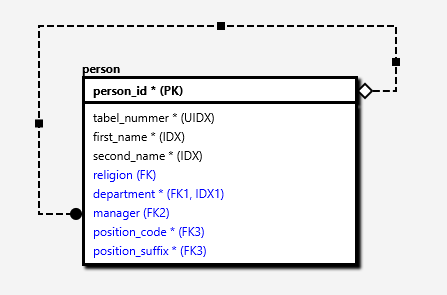 person
person_id * (PK)
tabel_nummer * (UIDX)
first_name * (IDX)
second_name * (IDX)
religion (FK)
department * (FK1, IDX1)
manager (FK2)
position_code * (FK3)
position_suffix * (FK3)